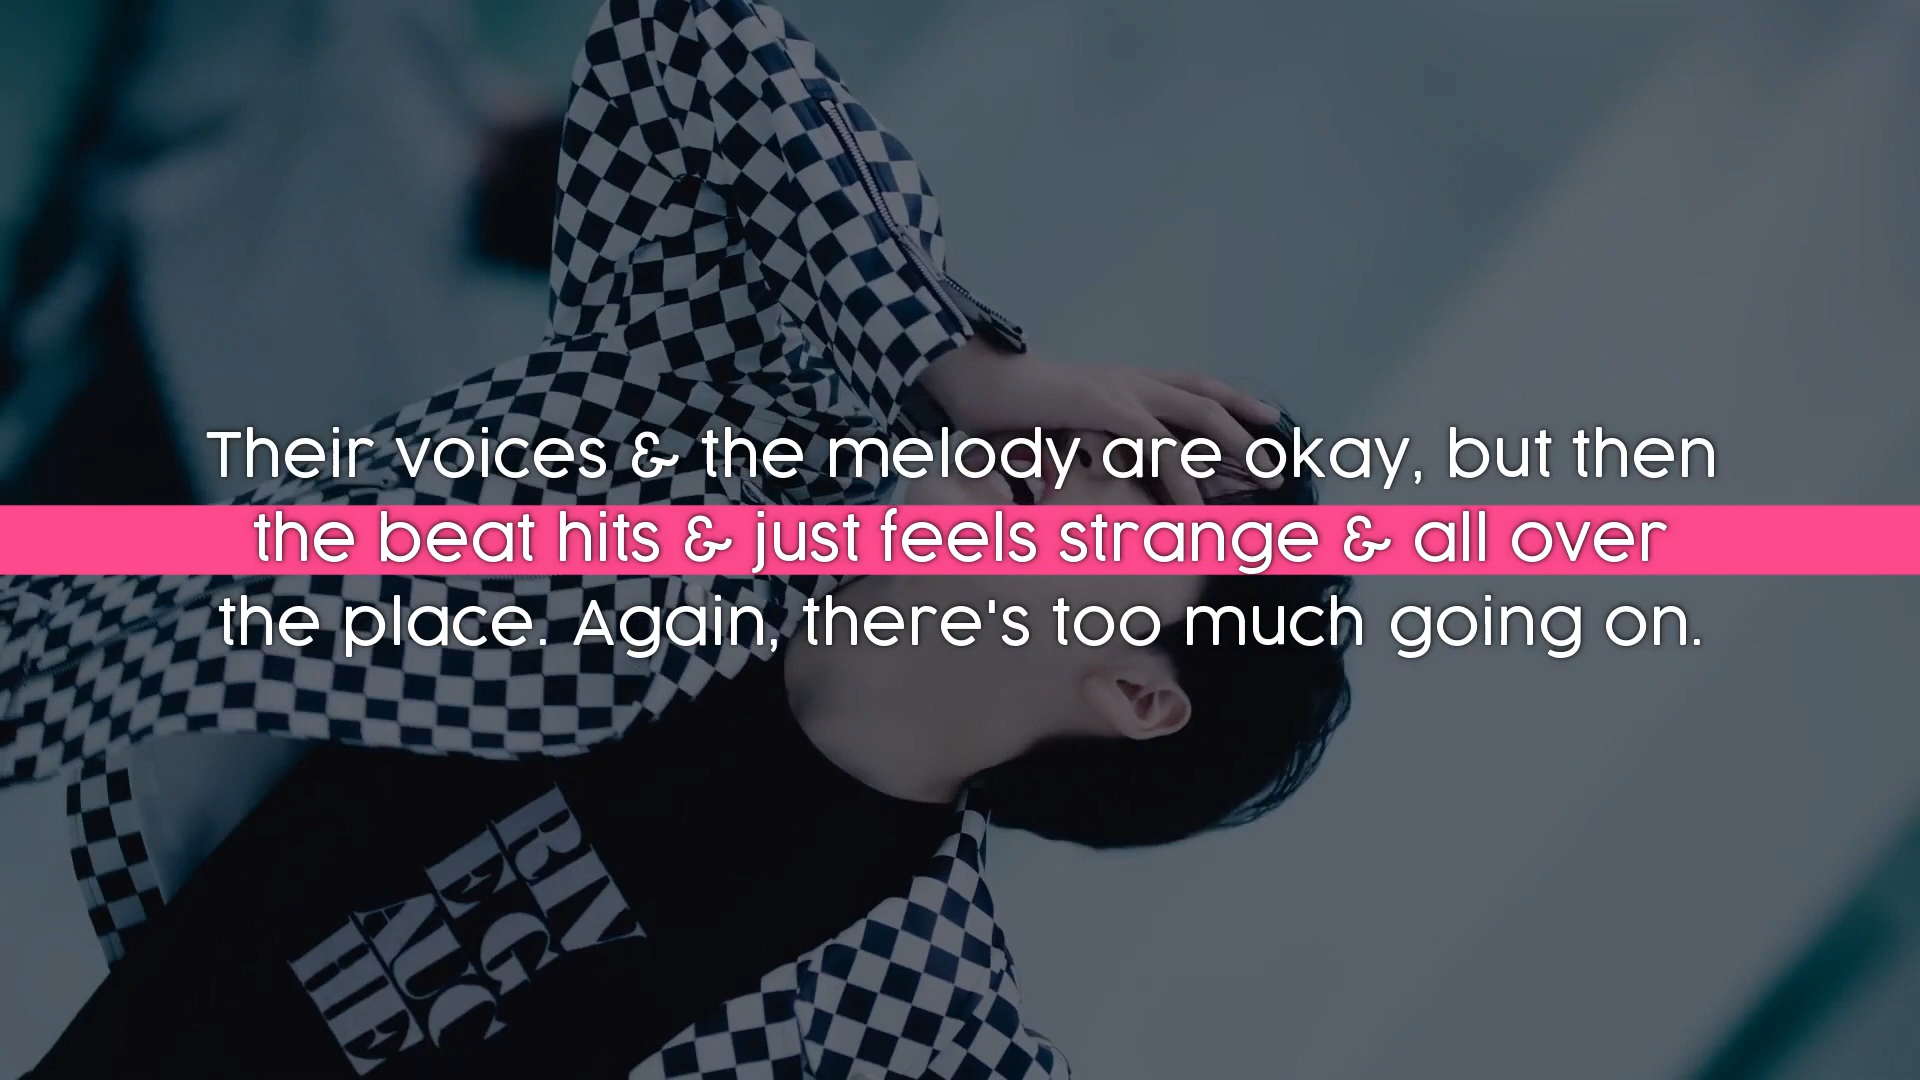 Their voices & the melody are okay, but then
the beat hits & just feels strange & all over
the place. Again, there's too much going on.